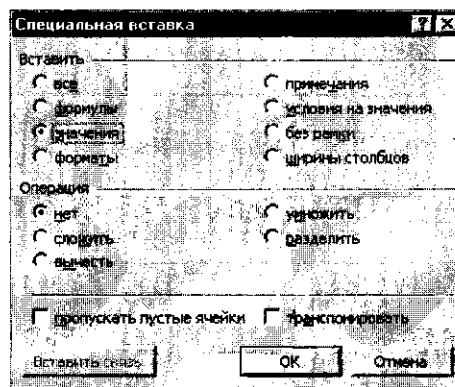 Специальная вставка
Вставить
все
примечания
формулы
условия на значения
значения
без рамки
форматы
ширины столбцов
Операция
нет
умножить
сложить
разделить
вычесть
пропускать пустые ячейки
транспонировать
Вставить связь
ОК
Отмена